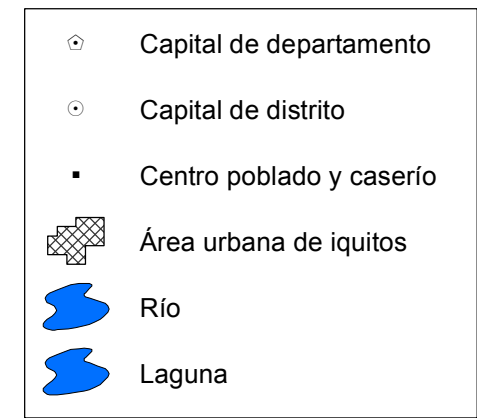 Capital de departamento
Capital de distrito
Centro poblado y caserío
Área urbana de iquitos
Río
Laguna